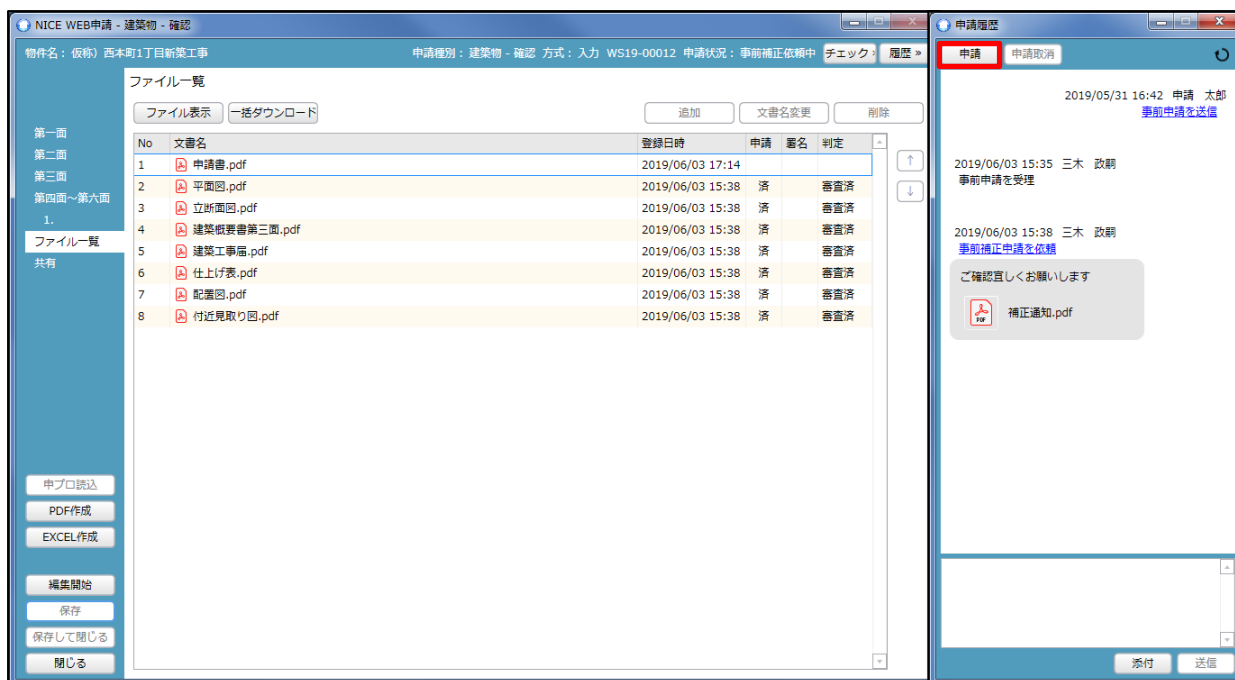 NICE WEB申請 - 建築物 - 確認
物件名：仮称）西本町1丁目新築工事
申請種別：建築物 - 確認 方式：入力 WS19-00012 申請状況：事前補正依頼中
チェック
履歴 »
第一面
第二面
第三面
第四面～第六面
1.
ファイル一覧
共有
申プロ読込
PDF作成
EXCEL作成
編集開始
保存
保存して閉じる
閉じる
ファイル一覧
ファイル表示
一括ダウンロード
追加
文書名変更
削除
No 文書名 登録日時 申請 署名 判定
1 申請書.pdf 2019/06/03 17:14
2 平面図.pdf 2019/06/03 15:38 済 審査済
3 立断面図.pdf 2019/06/03 15:38 済 審査済
4 建築概要書第三面.pdf 2019/06/03 15:38 済 審査済
5 建築工事届.pdf 2019/06/03 15:38 済 審査済
6 仕上げ表.pdf 2019/06/03 15:38 済 審査済
7 配置図.pdf 2019/06/03 15:38 済 審査済
8 付近見取り図.pdf 2019/06/03 15:38 済 審査済
↑
↓
申請履歴
申請
申請取消
2019/05/31 16:42 申請 太郎
事前申請を送信
2019/06/03 15:35 三木 政嗣
事前申請を受理
2019/06/03 15:38 三木 政嗣
事前補正申請を依頼
ご確認宜しくお願いします
PDF
補正通知.pdf
添付
送信